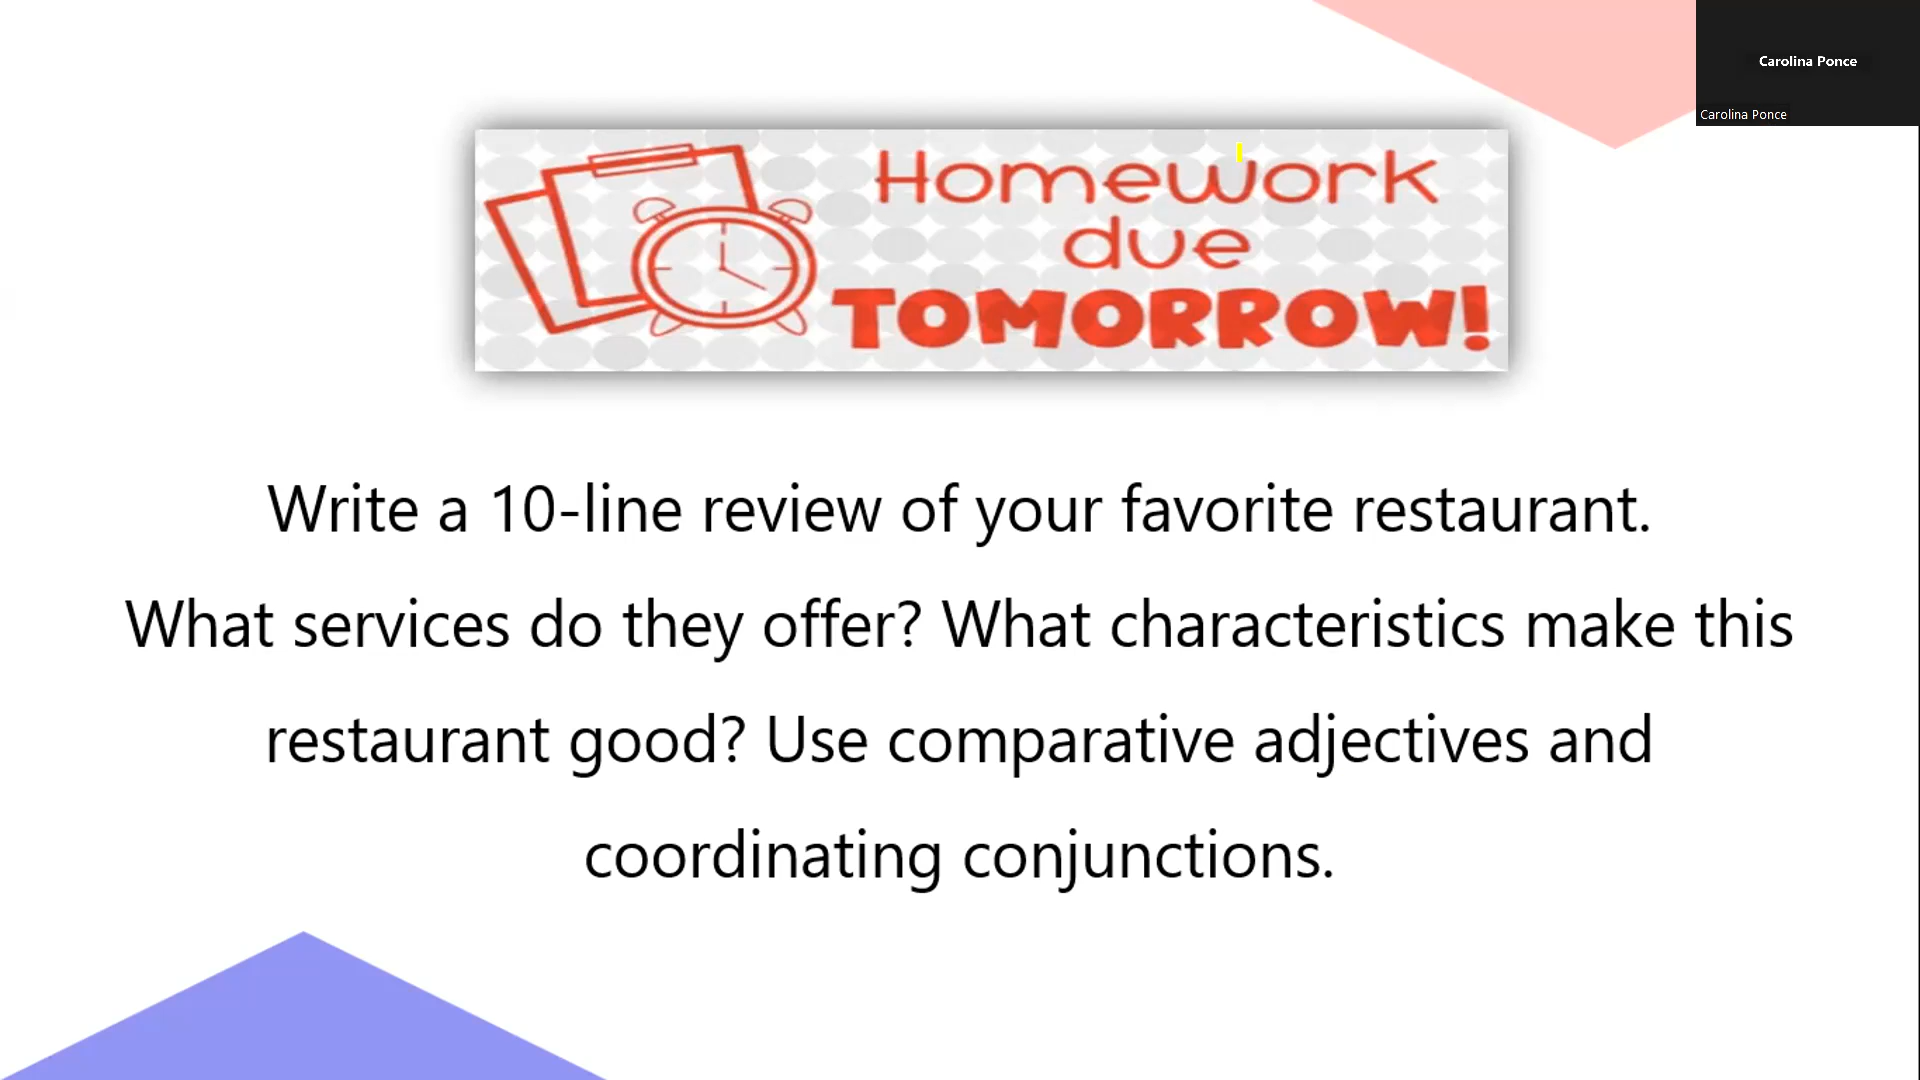 Carolina Ponce
Carolina Ponce
Homework
due
TOMORROW!
Write a 10-line review of your favorite restaurant.
What services do they offer? What characteristics make this
restaurant good? Use comparative adjectives and
coordinating conjunctions.